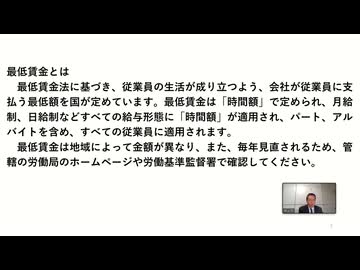 最低賃金とは
最低賃金法に基づき、従業員の生活が成り立つよう、会社が従業員に支
払う最低額を国が定めています。最低賃金は「時間額」で定められ、月給
制、日給制などすべての給与形態に「時間額」が適用され、パート、アル
バイトを含め、すべての従業員に適用されます。
最低賃金は地域によって金額が異なり、また、毎年見直されるため、管
轄の労働局のホームページや労働基準監督署で確認してください。